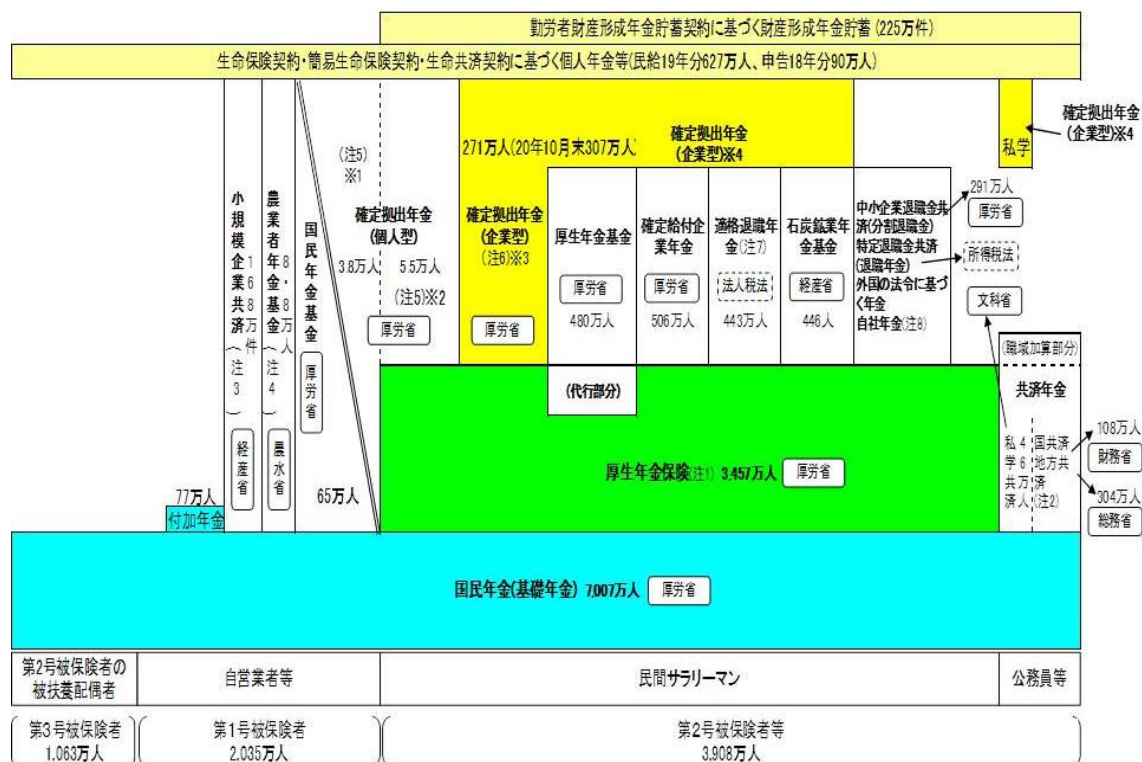 勤労者財産形成年金貯蓄契約に基づく財産形成年金貯蓄(225万件)
生命保険契約・簡易生命保険契約・生命共済契約に基づく個人年金等(民給19年分627万人、申告18年分90万人)
小規模企業共済
168万件
(注3)
経産省
農業者年金基金
8.8万人
(注4)
農水省
国民年金基金
厚労省
65万人
77万人
付加年金
(注5)
※1
確定拠出年金
(個人型)
3.8万人
5.5万人
(注5)※2
厚労省
271万人(20年10月末307万人)
確定拠出年金
(企業型)※4
確定拠出年金
(企業型)
(注6)※3
厚労省
厚生年金基金
厚労省
480万人
(代行部分)
確定給付企
業年金
厚労省
506万人
適格退職年
金(注7)
法人税法
443万人
石炭鉱業年
金基金
経産省
446人
中小企業退職金共
済(分割退職金)
特定退職金共済
(退職年金)
外国の法令に基づ
く年金
自社年金(注8)
291万人
厚労省
所得税法
文科省
私学
確定拠出年金
(企業型)※4
(職域加算部分)
共済年金
私学共済
46万人
国共済
地方共
済
(注2)
108万人
財務省
304万人
総務省
厚生年金保険(注1) 3,457万人
厚労省
国民年金(基礎年金) 7,007万人
厚労省
第2号被保険者の
被扶養配偶者
自営業者等
民間サラリーマン
公務員等
第3号被保険者
1,063万人
第1号被保険者
2,035万人
第2号被保険者等
3,908万人